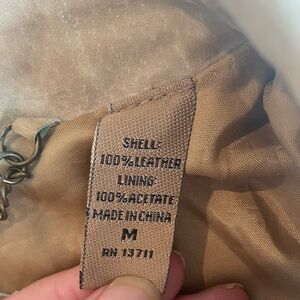 SHELL:
100% LEATHER
LINING:
100% ACETATE
MADE IN CHINA
M
RN 13711